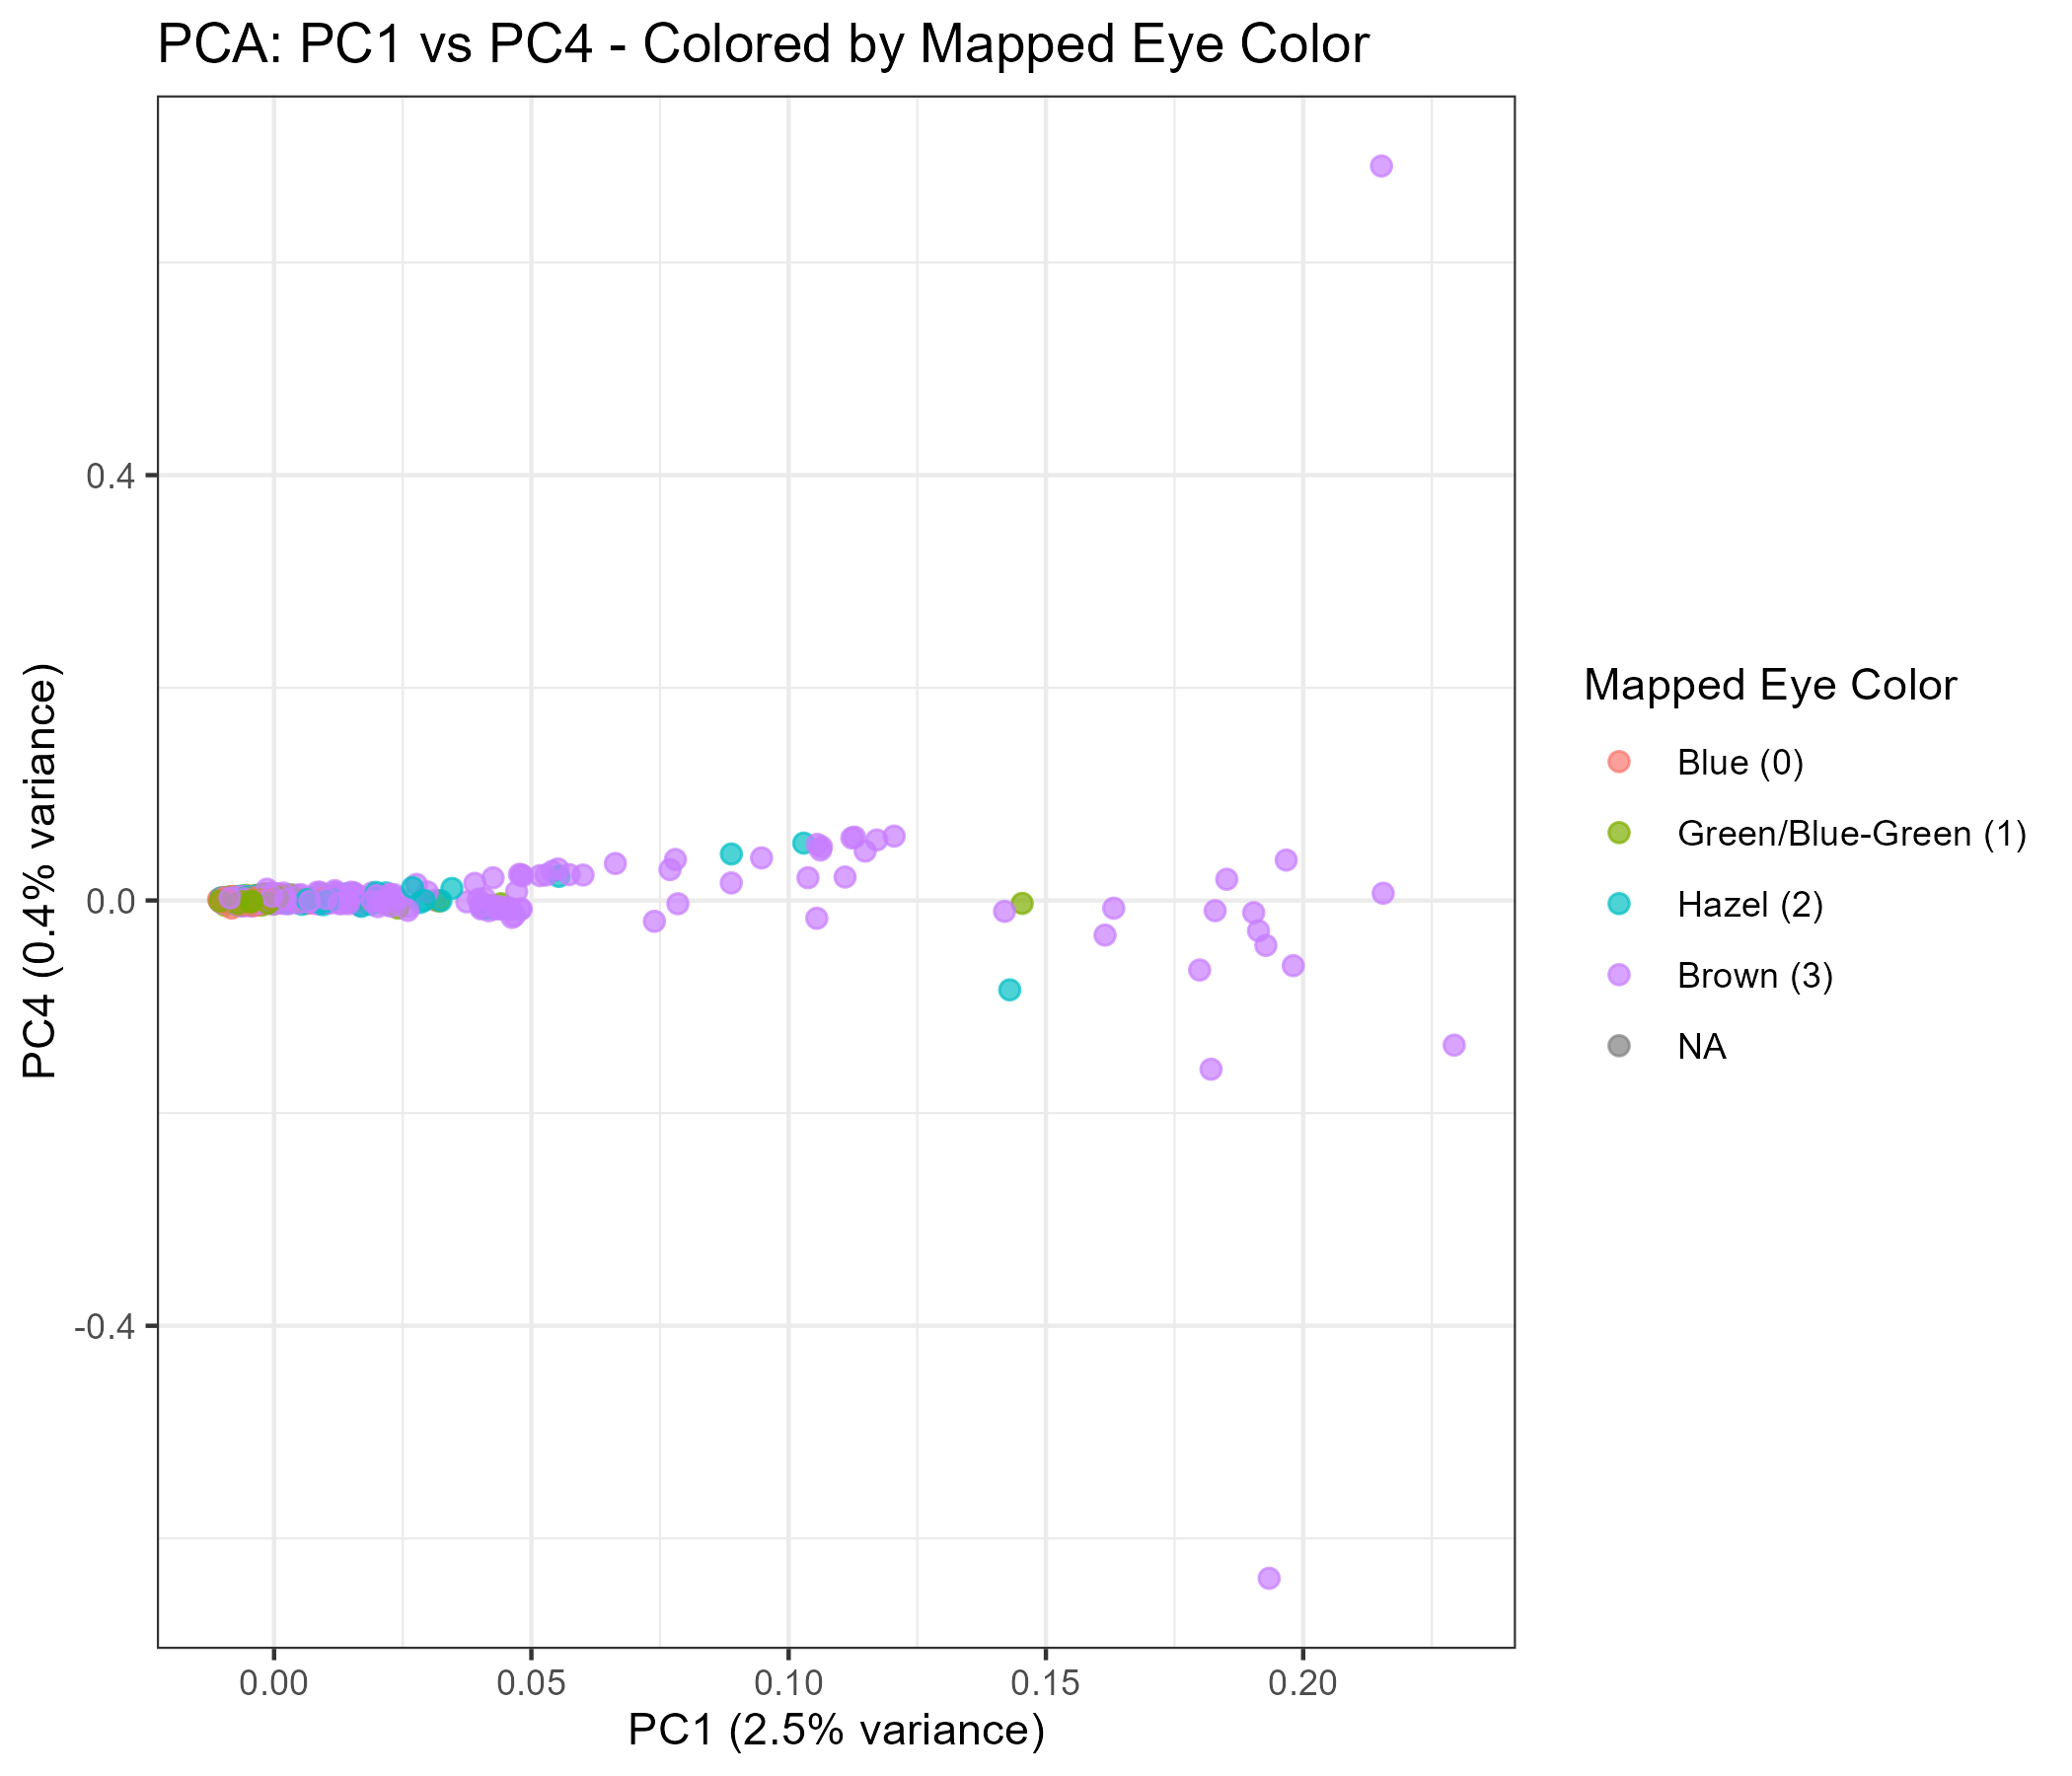 PCA: PC1 vs PC4 - Colored by Mapped Eye Color
PC4 (0.4% variance)
0.4
0.0
-0.4
0.00
0.05
0.10
0.15
0.20
PC1 (2.5% variance)
Mapped Eye Color
Blue (0)
Green/Blue-Green (1)
Hazel (2)
Brown (3)
NA